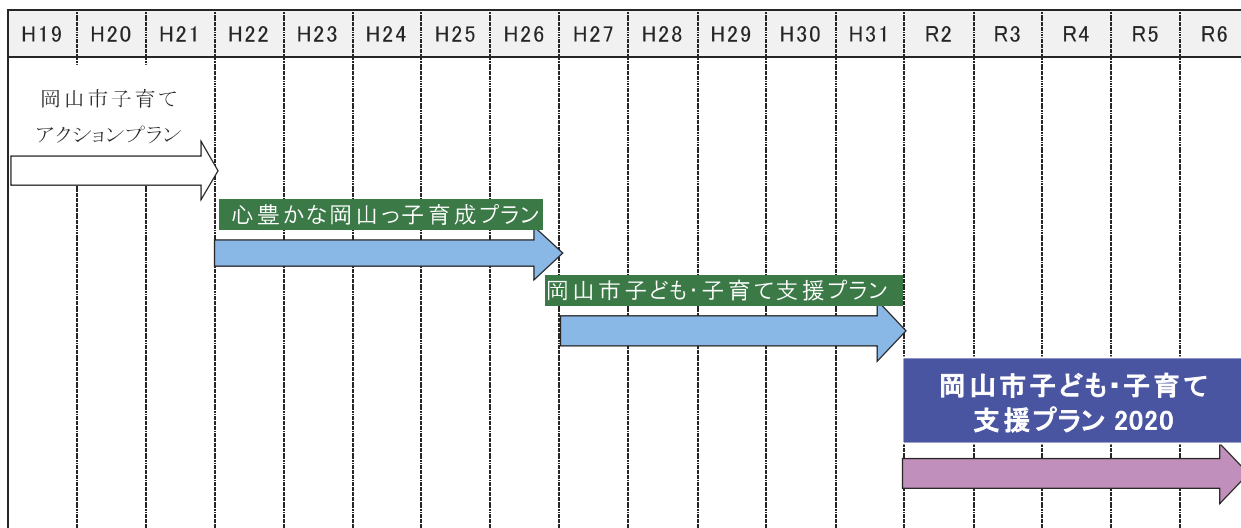 H19 H20 H21 H22 H23 H24 H25 H26 H27 H28 H29 H30 H31 R2 R3 R4 R5 R6
岡山市子育て
アクションプラン
心豊かな岡山っ子育成プラン
岡山市子ども・子育て支援プラン
岡山市子ども・子育て
支援プラン 2020